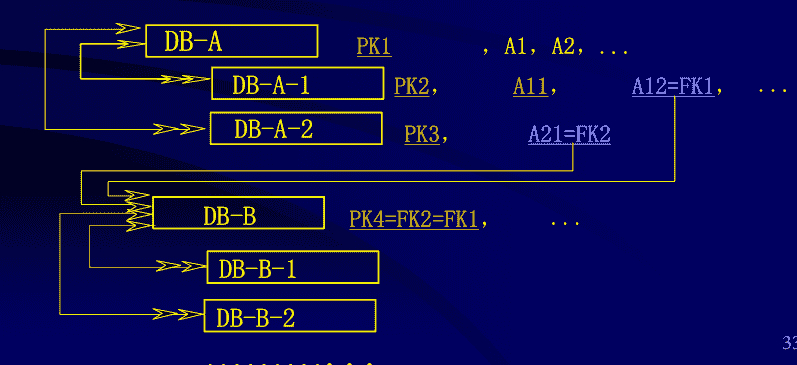 DB-A PK1 , A1, A2, ...
DB-A-1 PK2, A11, A12=FK1, ...
DB-A-2 PK3, A21=FK2
DB-B PK4=FK2=FK1, ...
DB-B-1
DB-B-2
33